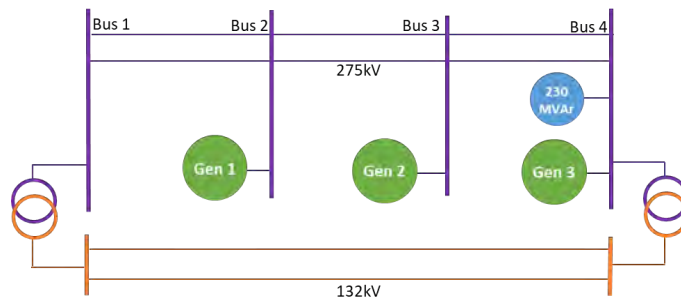 Bus 1
Bus 2
Bus 3
Bus 4
275kV
230
MVAr
Gen 1
Gen 2
Gen 3
132kV